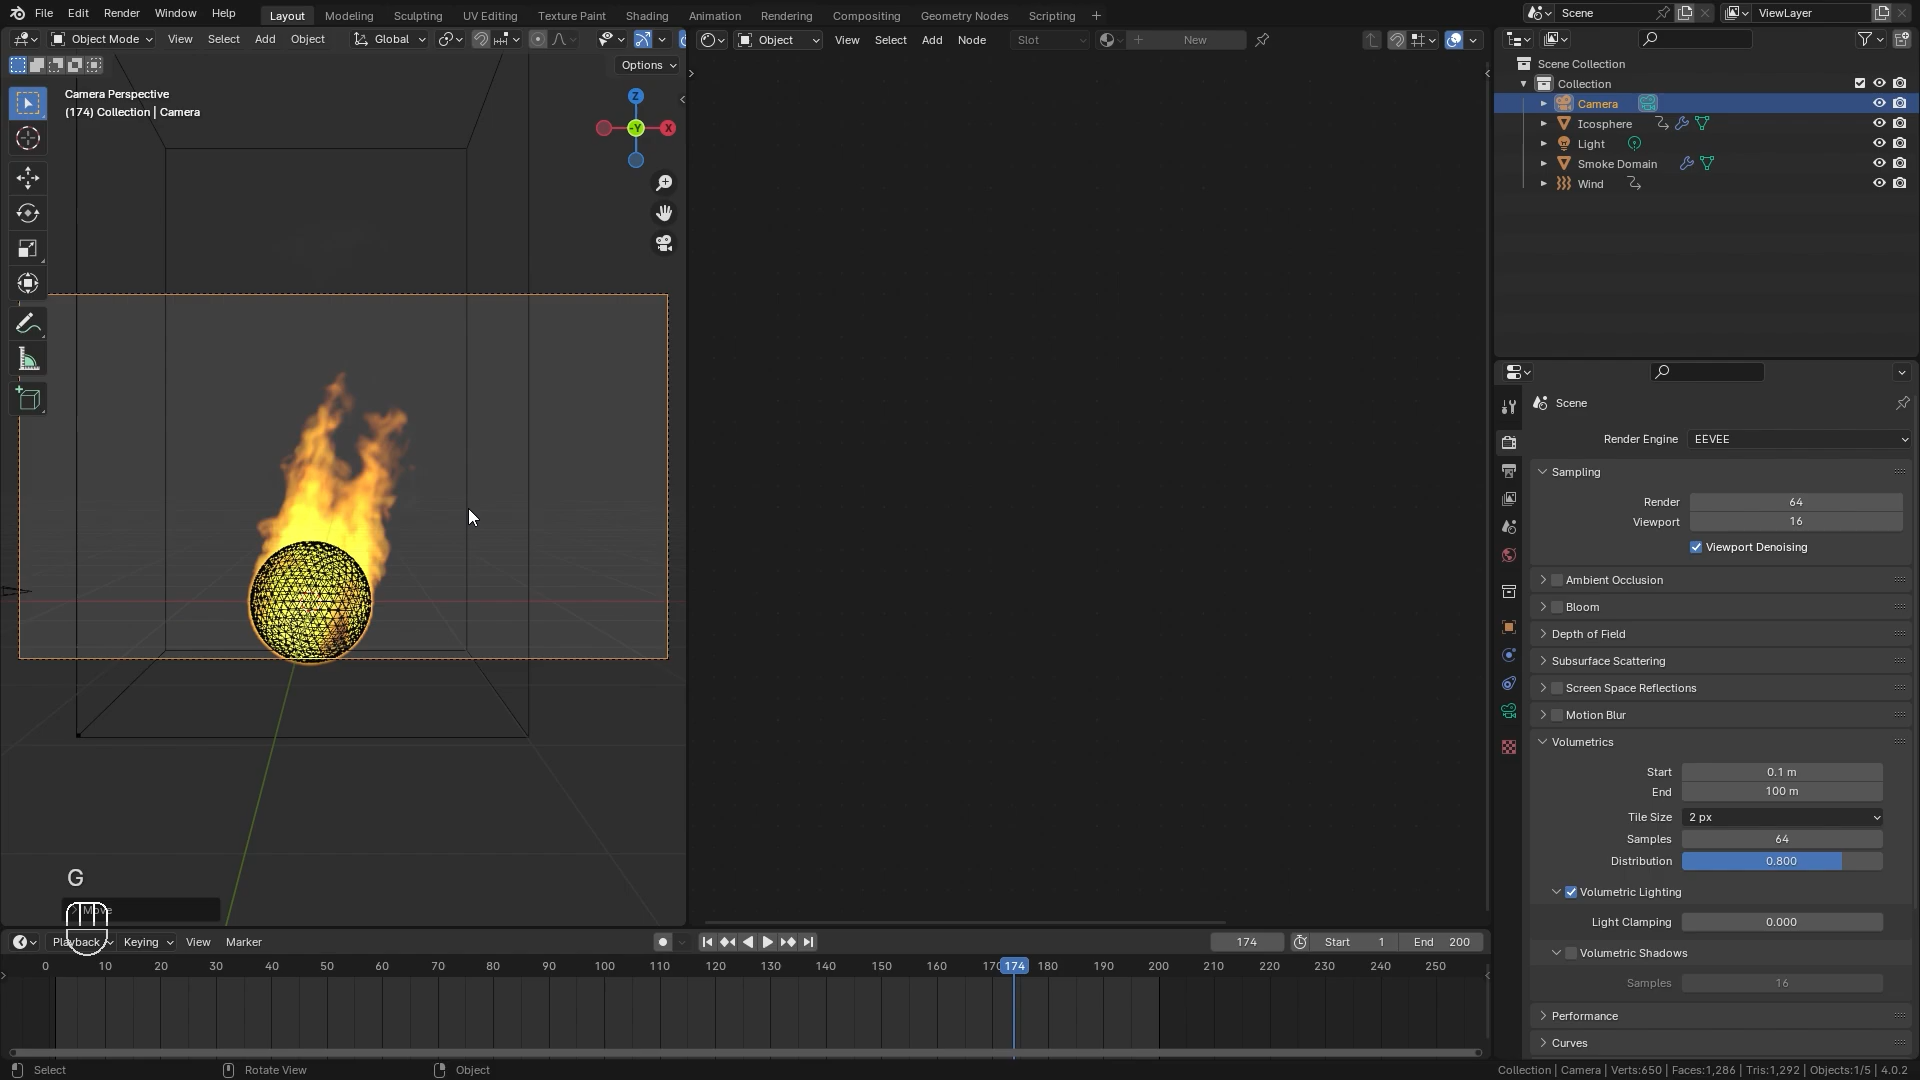 File Edit Render Window Help Layout Modeling Sculpting UV Editing Texture Paint Shading Animation Rendering Compositing Geometry Nodes Scripting + Scene ViewLayer
Object Mode View Select Add Object Global Object View Select Add Node Slot New
Options
Camera Perspective
(174) Collection | Camera
Z
-Y
X
G
Move
Scene Collection
Collection
Camera
Icosphere
Light
Smoke Domain
Wind
Scene
Render Engine EEVEE
Sampling
Render 64
Viewport 16
Viewport Denoising
Ambient Occlusion
Bloom
Depth of Field
Subsurface Scattering
Screen Space Reflections
Motion Blur
Volumetrics
Start 0.1 m
End 100 m
Tile Size 2 px
Samples 64
Distribution 0.800
Volumetric Lighting
Light Clamping 0.000
Volumetric Shadows
Samples 16
Performance
Curves
Playback Keying View Marker 174 Start 1 End 200
0 10 20 30 40 50 60 70 80 90 100 110 120 130 140 150 160 170 174 180 190 200 210 220 230 240 250
Select Rotate View Object Collection | Camera | Verts:650 | Faces:1,286 | Tris:1,292 | Objects:1/5 | 4.0.2